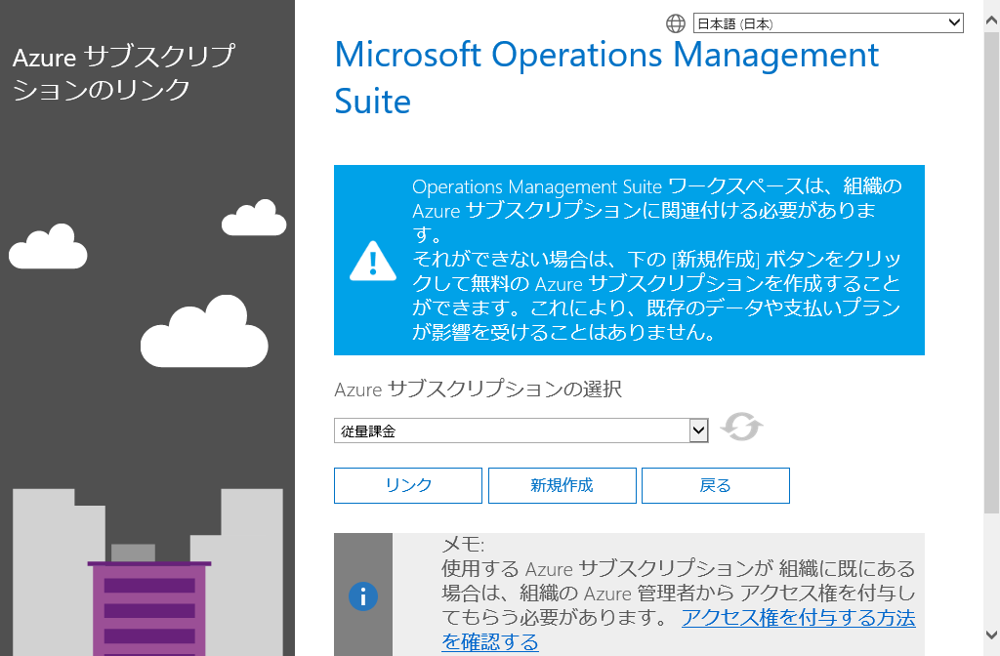 Azure サブスクリプ
ションのリンク
日本語 (日本)
Microsoft Operations Management
Suite
Operations Management Suite ワークスペースは、組織の
Azure サブスクリプションに関連付ける必要がありま
す。
それができない場合は、下の [新規作成] ボタンをクリッ
クして無料の Azure サブスクリプションを作成すること
ができます。これにより、既存のデータや支払いプラン
が影響を受けることはありません。
Azure サブスクリプションの選択
従量課金
リンク
新規作成
戻る
メモ:
使用する Azure サブスクリプションが 組織に既にある
場合は、組織の Azure 管理者から アクセス権を付与し
てもらう必要があります。 アクセス権を付与する方法
を確認する